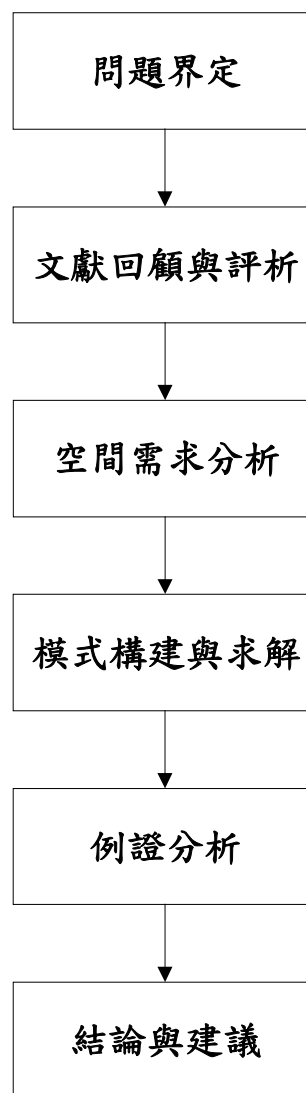 問題界定
文獻回顧與評析
空間需求分析
模式構建與求解
例證分析
結論與建議